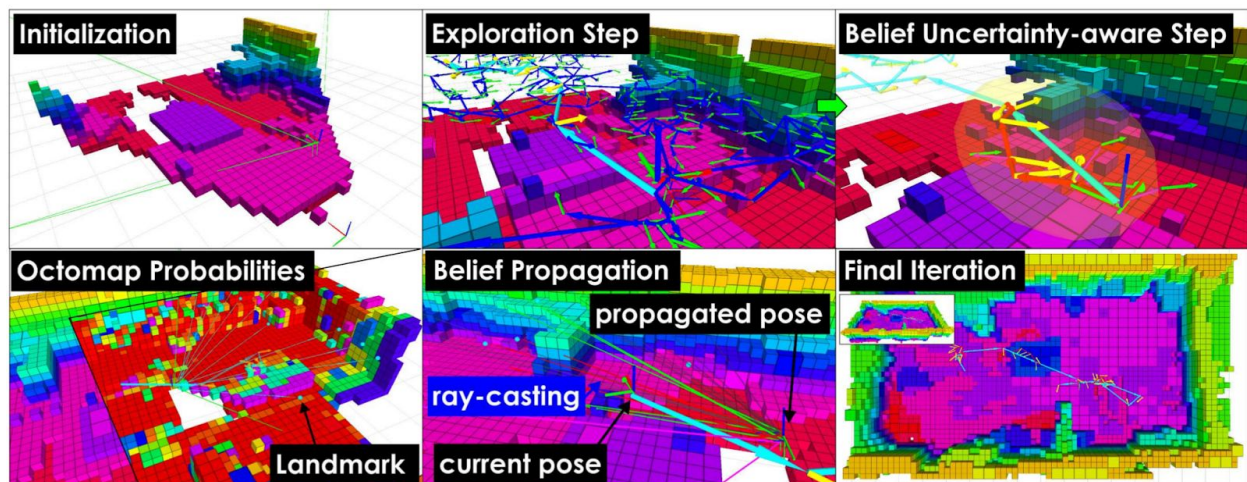 Initialization
Exploration Step
Belief Uncertainty-aware Step
Octomap Probabilities
Landmark
Belief Propagation
propagated pose
ray-casting
current pose
Final Iteration